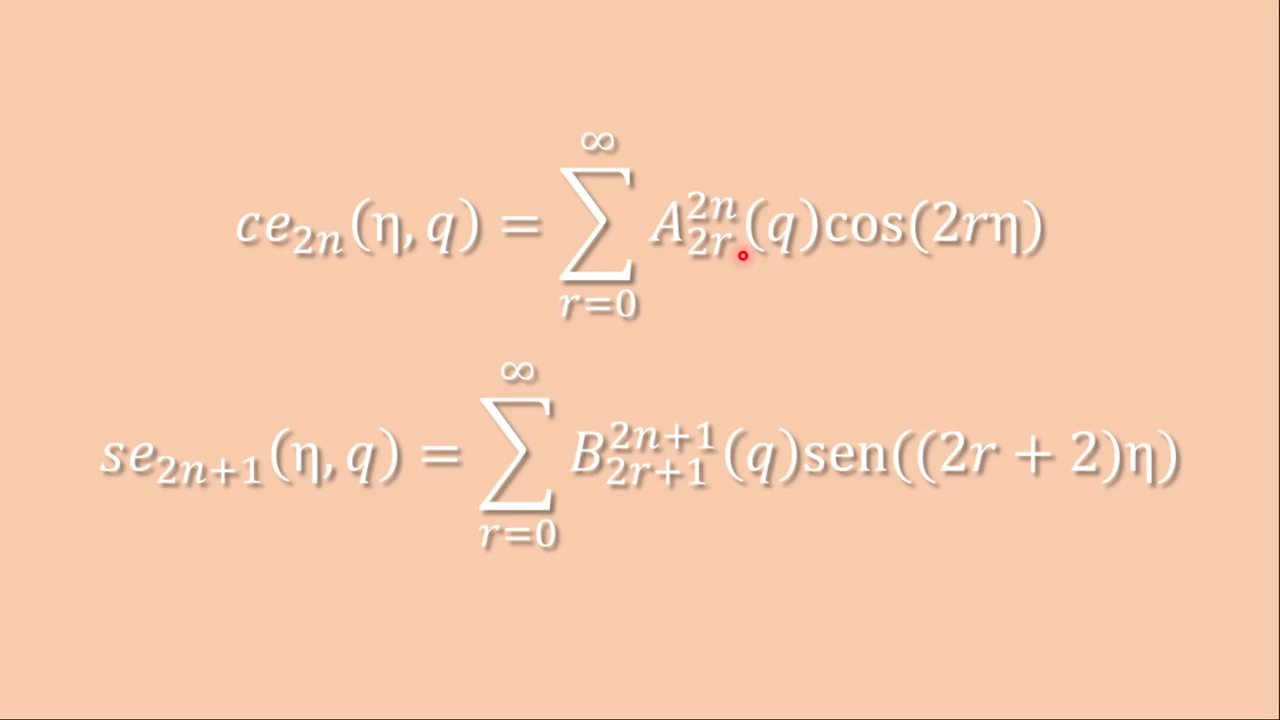 ce_{2n}(η, q) = \sum_{r=0}^{∞} A_{2r}^{2n}(q)cos(2rη)
se_{2n+1}(η, q) = \sum_{r=0}^{∞} B_{2r+1}^{2n+1}(q)sen((2r + 2)η)